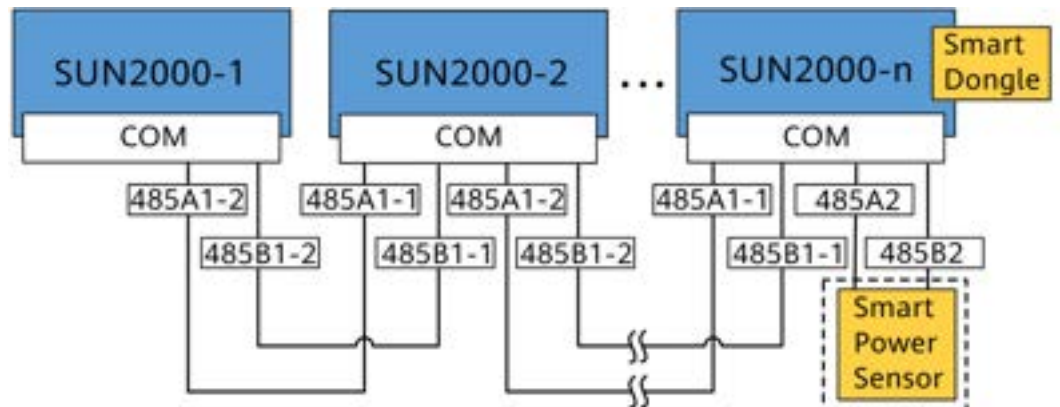 SUN2000-1
SUN2000-2
...
SUN2000-n
Smart
Dongle
COM
COM
COM
485A1-2
485A1-1
485A1-2
485A1-1
485A2
485B1-2
485B1-1
485B1-2
485B1-1
485B2
Smart
Power
Sensor